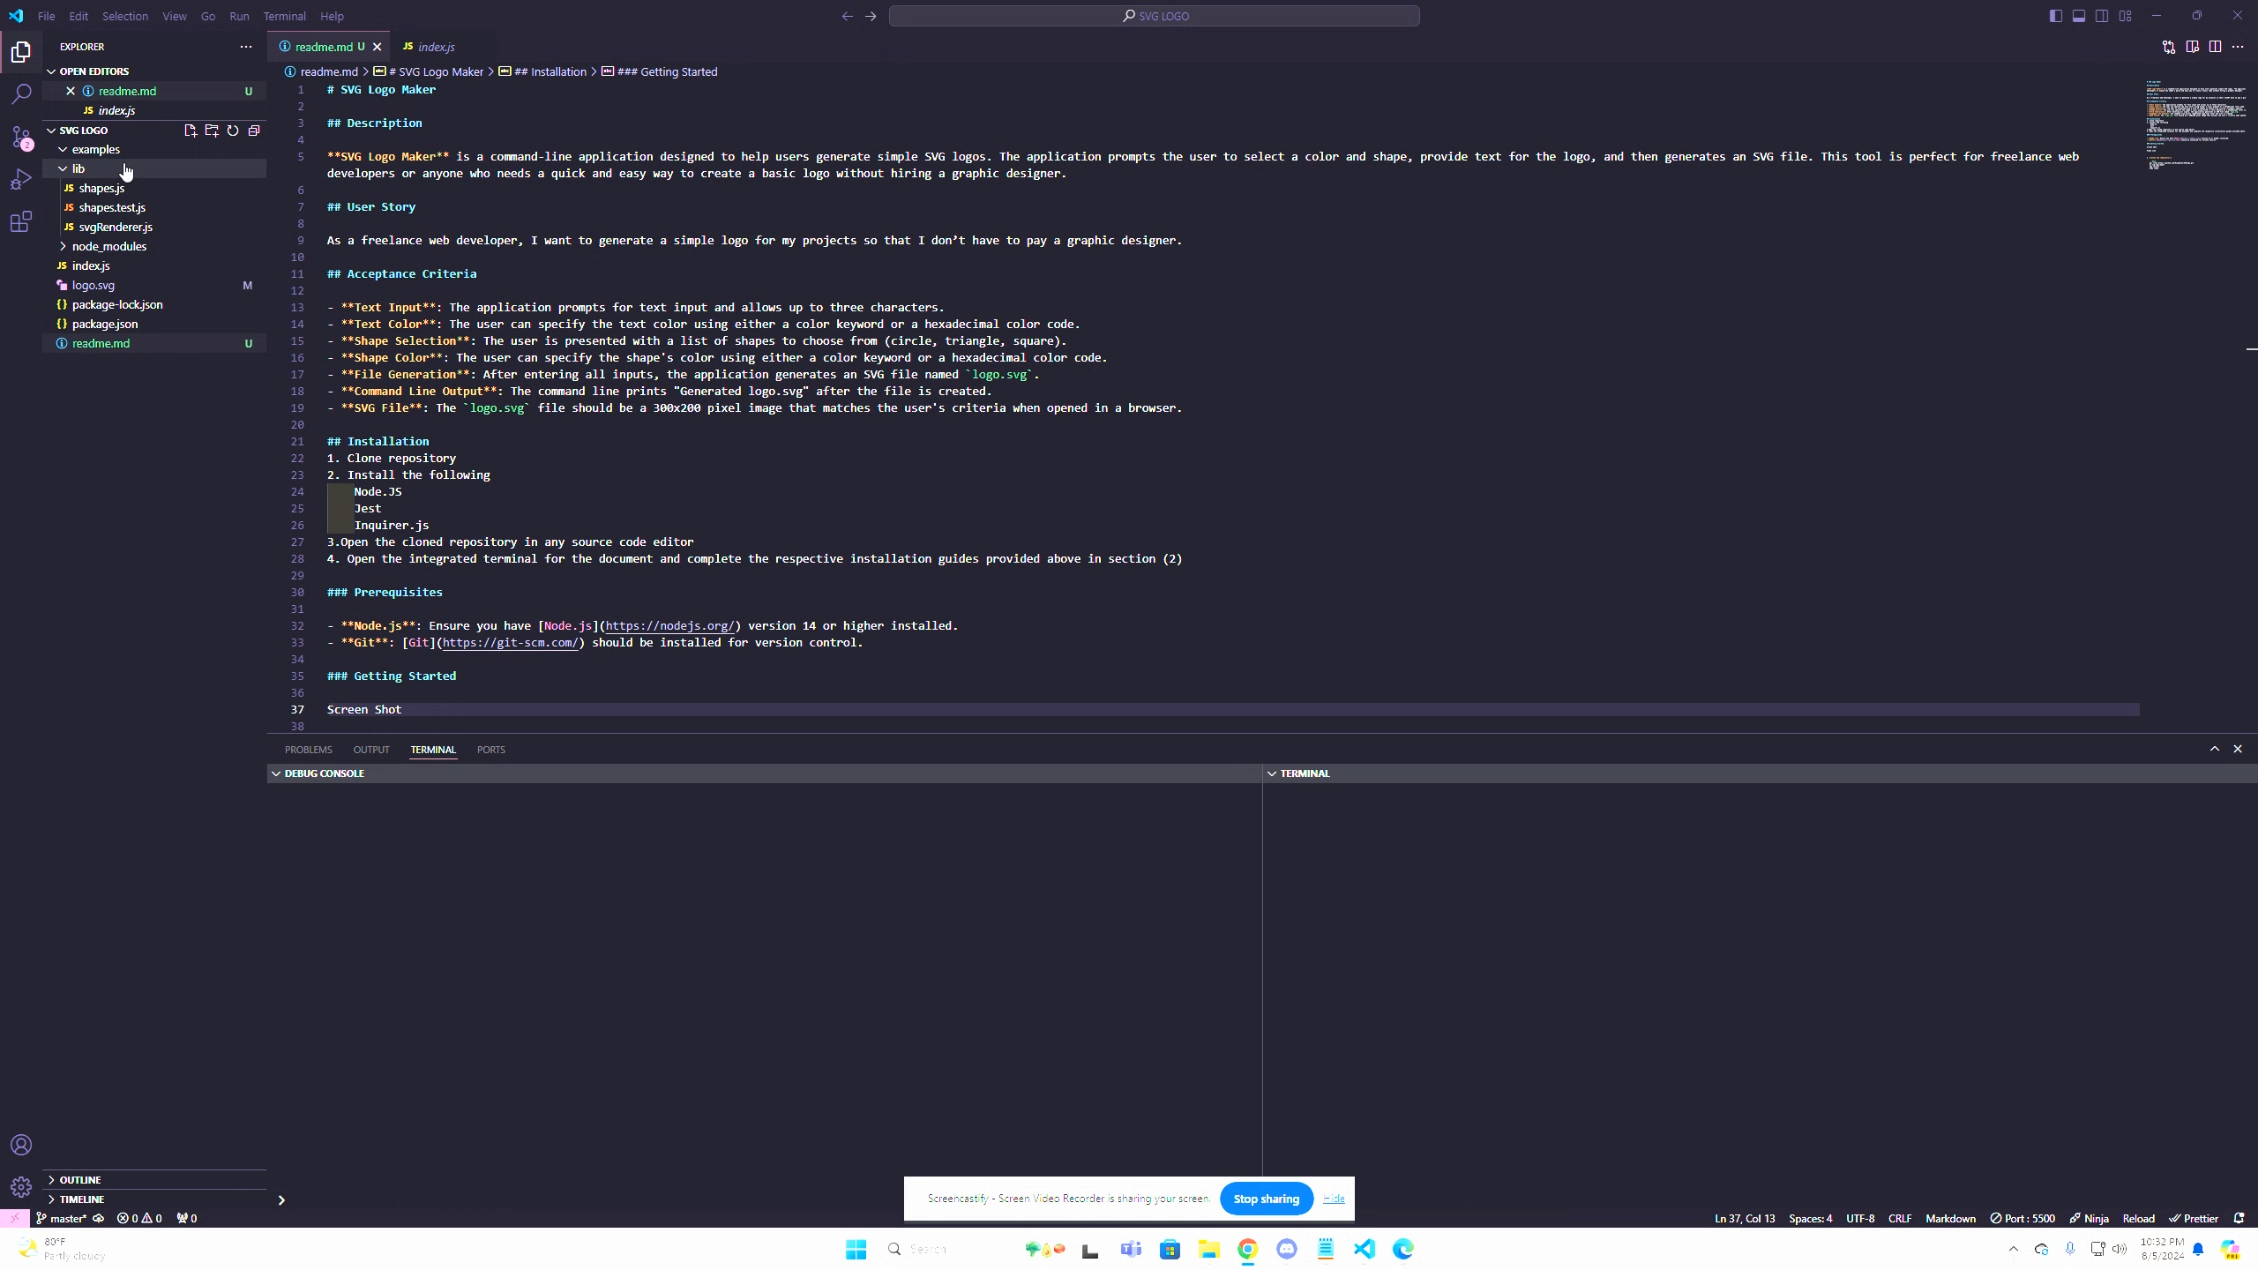 File Edit Selection View Go Run Terminal Help
SVG LOGO
EXPLORER
OPEN EDITORS
readme.md U
index.js
SVG LOGO
examples
lib
JS shapes.js
JS shapes.test.js
JS svgRenderer.js
node_modules
JS index.js
logo.svg M
{} package-lock.json
{} package.json
readme.md U
OUTLINE
TIMELINE
readme.md U
JS index.js
readme.md > # SVG Logo Maker > ## Installation > ### Getting Started
1 # SVG Logo Maker
2
3 ## Description
4
5 **SVG Logo Maker** is a command-line application designed to help users generate simple SVG logos. The application prompts the user to select a color and shape, provide text for the logo, and then generates an SVG file. This tool is perfect for freelance web
developers or anyone who needs a quick and easy way to create a basic logo without hiring a graphic designer.
6
7 ## User Story
8
9 As a freelance web developer, I want to generate a simple logo for my projects so that I don’t have to pay a graphic designer.
10
11 ## Acceptance Criteria
12
13 - **Text Input**: The application prompts for text input and allows up to three characters.
14 - **Text Color**: The user can specify the text color using either a color keyword or a hexadecimal color code.
15 - **Shape Selection**: The user is presented with a list of shapes to choose from (circle, triangle, square).
16 - **Shape Color**: The user can specify the shape's color using either a color keyword or a hexadecimal color code.
17 - **File Generation**: After entering all inputs, the application generates an SVG file named `logo.svg`.
18 - **Command Line Output**: The command line prints "Generated logo.svg" after the file is created.
19 - **SVG File**: The `logo.svg` file should be a 300x200 pixel image that matches the user's criteria when opened in a browser.
20
21 ## Installation
22 1. Clone repository
23 2. Install the following
24 Node.JS
25 Jest
26 Inquirer.js
27 3.Open the cloned repository in any source code editor
28 4. Open the integrated terminal for the document and complete the respective installation guides provided above in section (2)
29
30 ### Prerequisites
31
32 - **Node.js**: Ensure you have [Node.js](https://nodejs.org/) version 14 or higher installed.
33 - **Git**: [Git](https://git-scm.com/) should be installed for version control.
34
35 ### Getting Started
36
37 Screen Shot
38
PROBLEMS OUTPUT TERMINAL PORTS
DEBUG CONSOLE
TERMINAL
Screencastify - Screen Video Recorder is sharing your screen. Stop sharing Hide
master* 0 0 0
Ln 37, Col 13 Spaces: 4 UTF-8 CRLF Markdown Port : 5500 Ninja Reload Prettier
80°F
Partly cloudy
Search
10:32 PM
8/5/2024